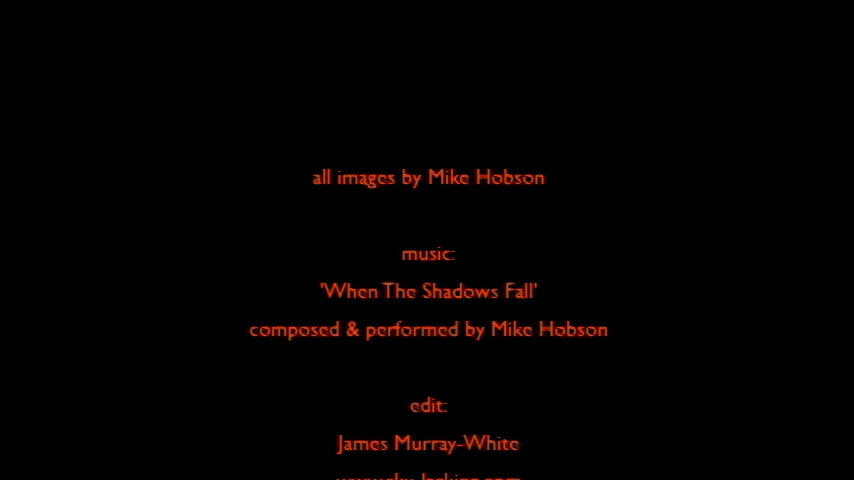 all images by Mike Hobson
music:
'When The Shadows Fall'
composed & performed by Mike Hobson
edit:
James Murray-White